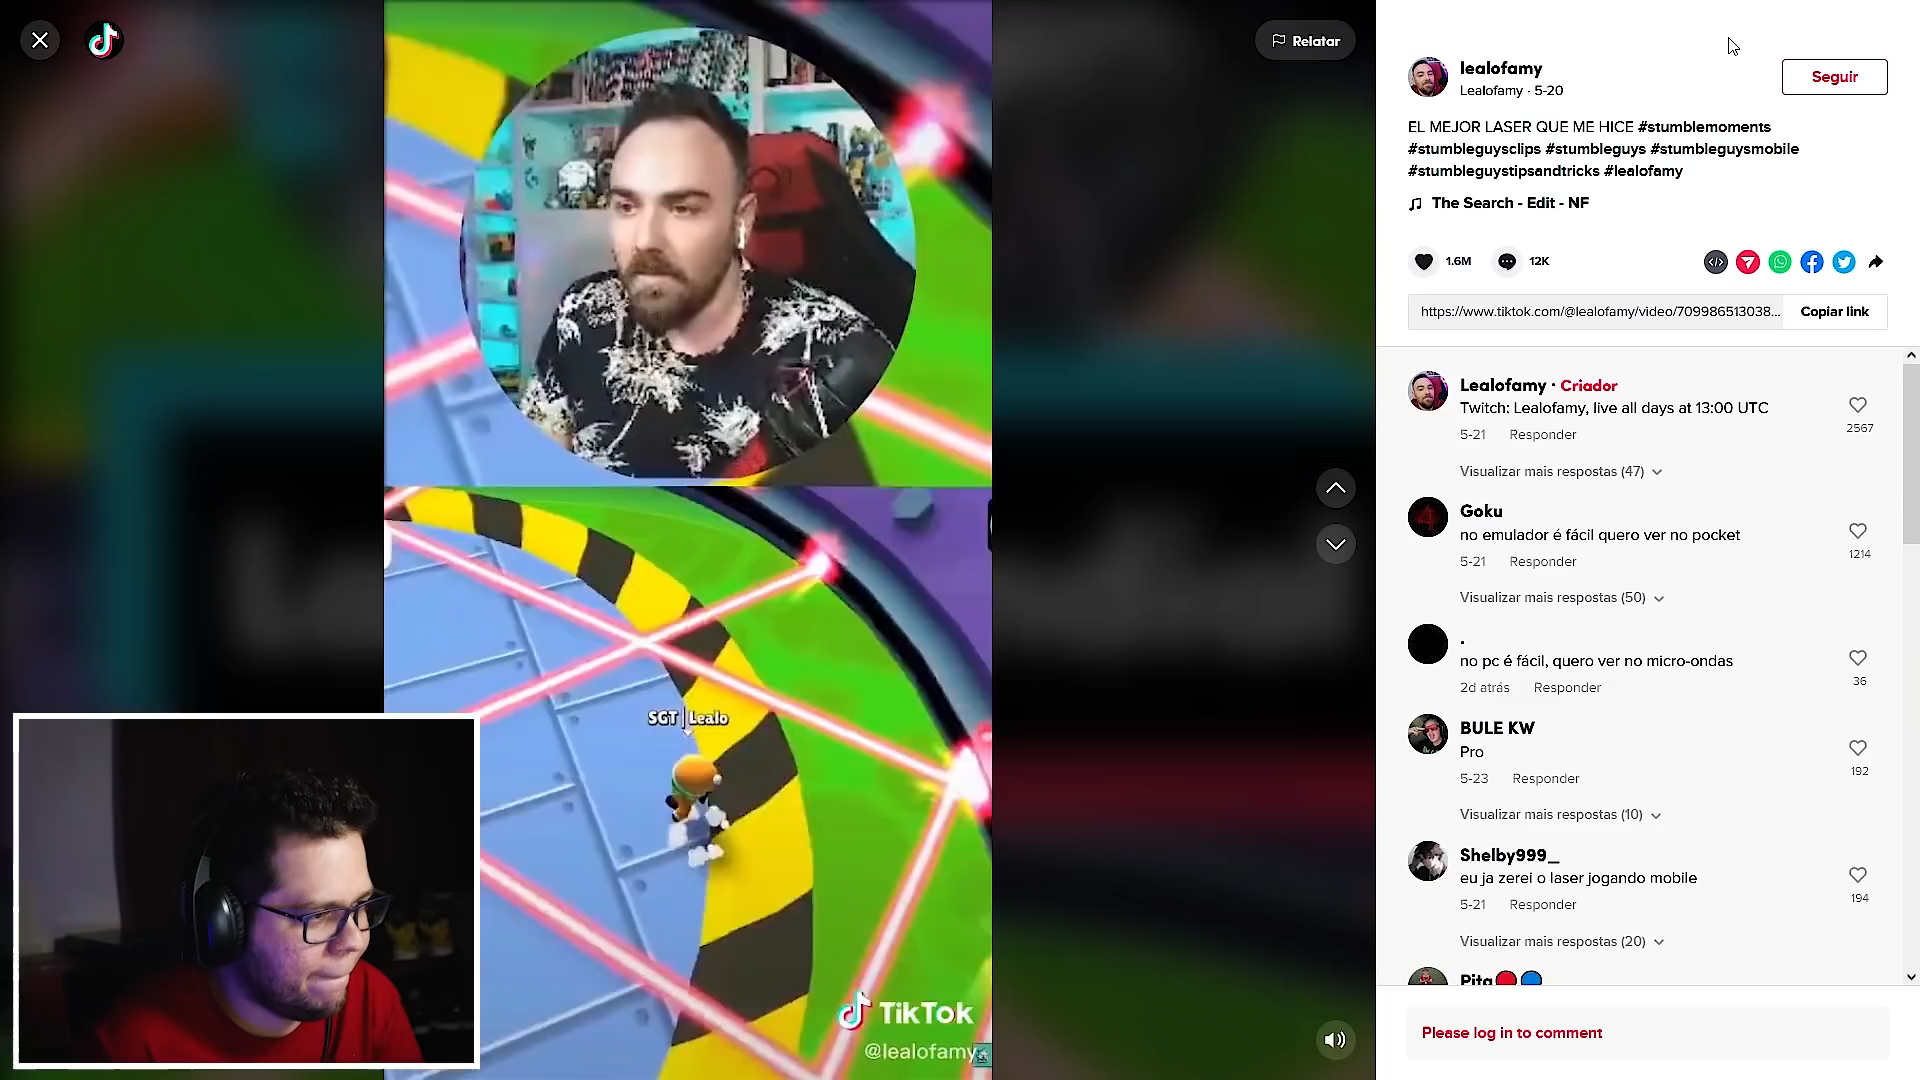 Relatar
SGT | Lealo
TikTok
@lealofamy
lealofamy
Lealofamy · 5-20
Seguir
EL MEJOR LASER QUE ME HICE #stumblemoments
#stumbleguysclips #stumbleguys #stumbleguysmobile
#stumbleguystipsandtricks #lealofamy
The Search - Edit - NF
1.6M
12K
https://www.tiktok.com/@lealofamy/video/709986513038...
Copiar link
Lealofamy · Criador
Twitch: Lealofamy, live all days at 13:00 UTC
2567
5-21 Responder
Visualizar mais respostas (47)
Goku
no emulador é fácil quero ver no pocket
1214
5-21 Responder
Visualizar mais respostas (50)
.
no pc é fácil, quero ver no micro-ondas
36
2d atrás Responder
BULE KW
Pro
192
5-23 Responder
Visualizar mais respostas (10)
Shelby999_
eu ja zerei o laser jogando mobile
194
5-21 Responder
Visualizar mais respostas (20)
Pita
Please log in to comment